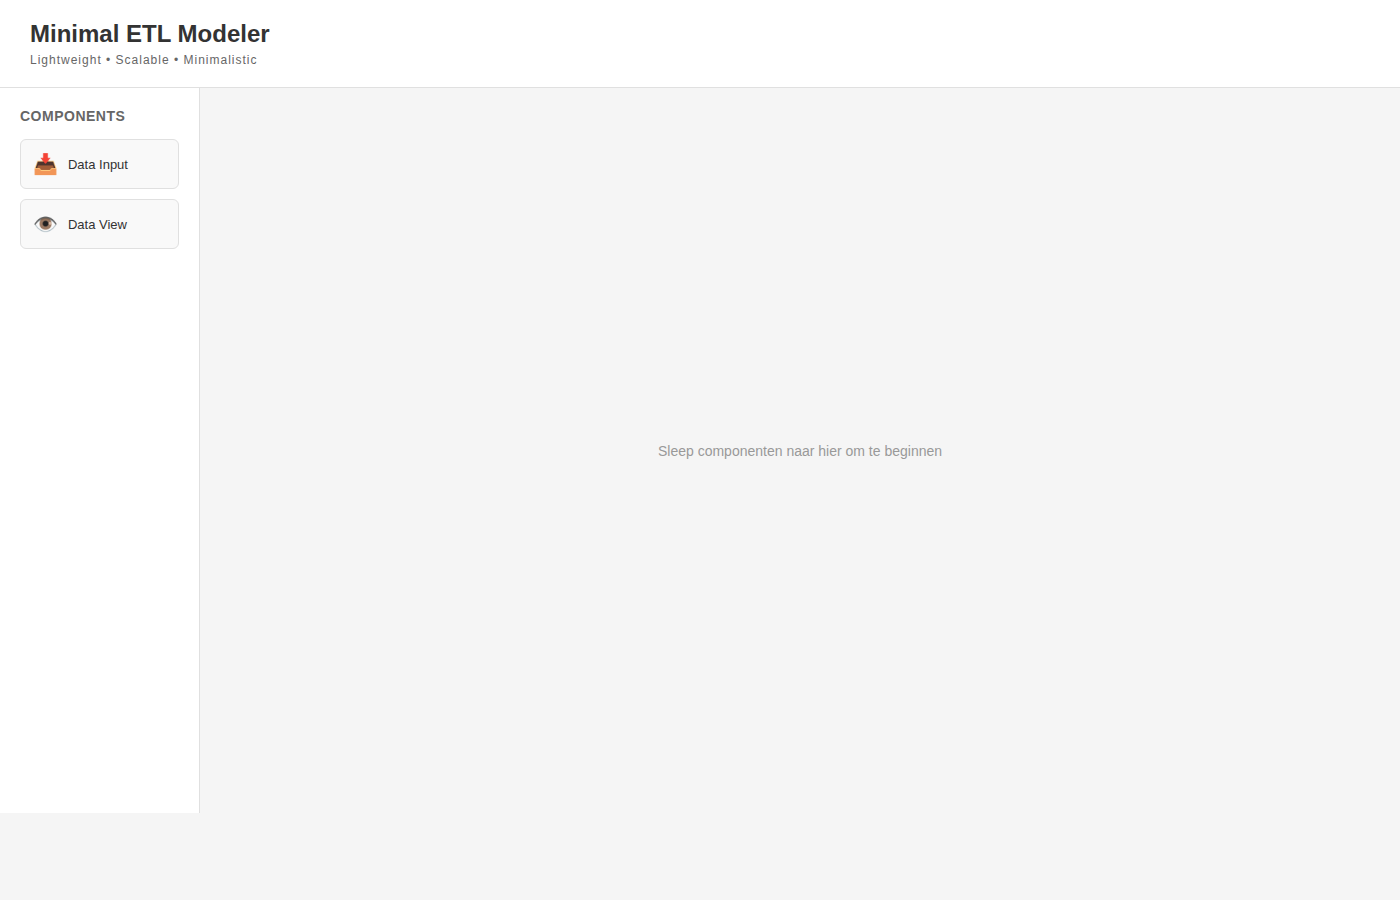 Minimal ETL Modeler
Lightweight • Scalable • Minimalistic
COMPONENTS
Data Input
Data View
Sleep componenten naar hier om te beginnen